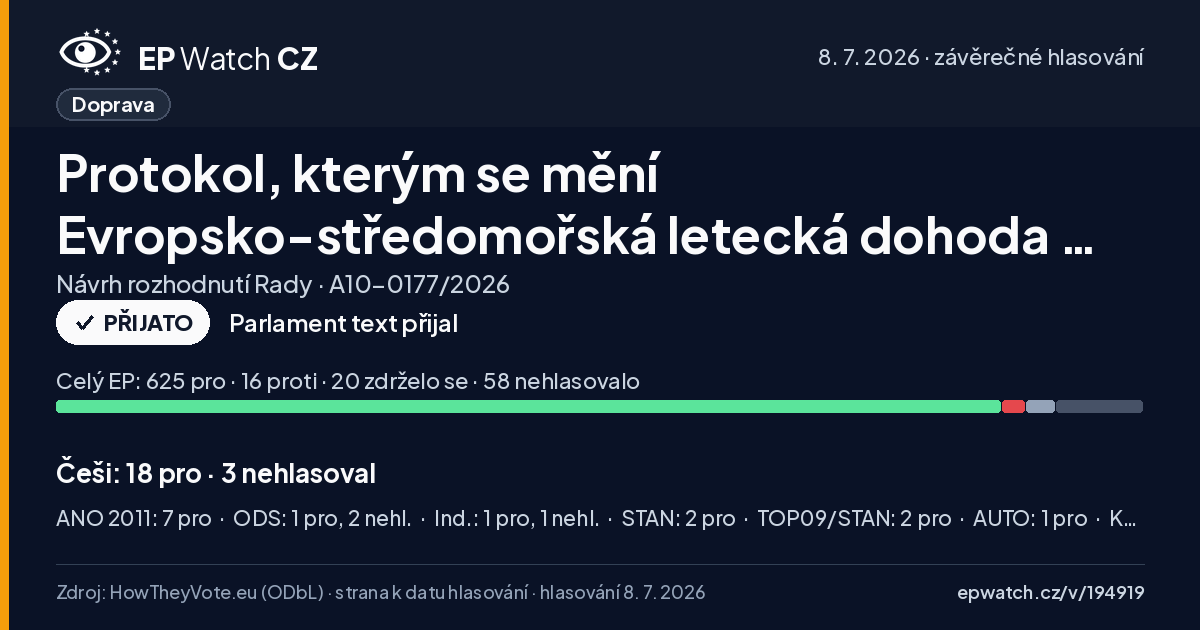 EP Watch CZ
8. 7. 2026 · závěrečné hlasování
Doprava
Protokol, kterým se mění
Evropsko-středomořská letecká dohoda …
Návrh rozhodnutí Rady · A10-0177/2026
✓ PŘIJATO Parlament text přijal
Celý EP: 625 pro · 16 proti · 20 zdrželo se · 58 nehlasovalo
Češi: 18 pro · 3 nehlasoval
ANO 2011: 7 pro · ODS: 1 pro, 2 nehl. · Ind.: 1 pro, 1 nehl. · STAN: 2 pro · TOP09/STAN: 2 pro · AUTO: 1 pro · K…
Zdroj: HowTheyVote.eu (ODbL) · strana k datu hlasování · hlasování 8. 7. 2026
epwatch.cz/v/194919